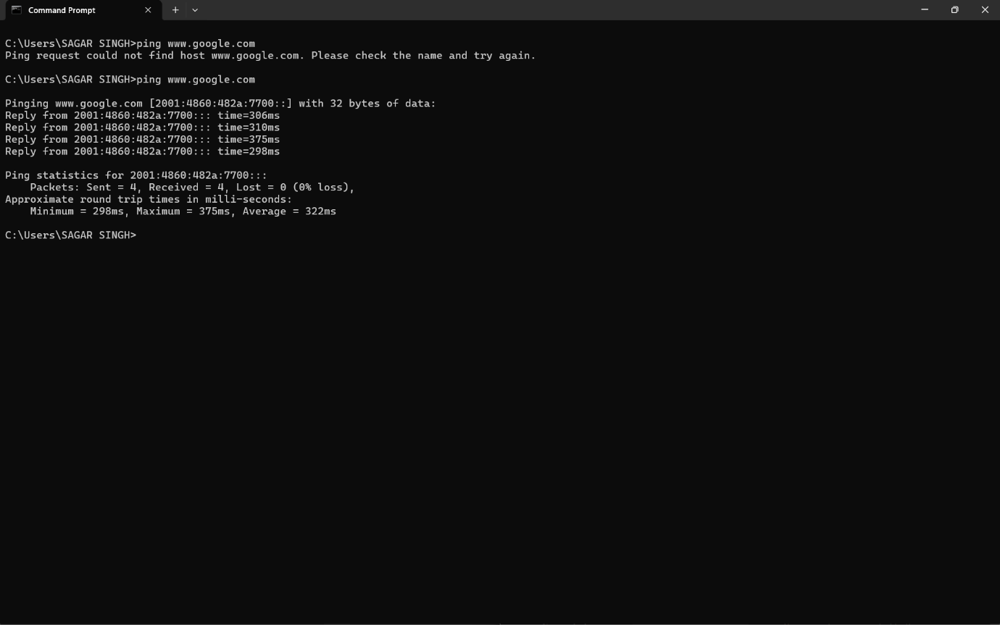 Command Prompt
C:\Users\SAGAR SINGH>ping www.google.com
Ping request could not find host www.google.com. Please check the name and try again.
C:\Users\SAGAR SINGH>ping www.google.com
Pinging www.google.com [2001:4860:482a:7700::] with 32 bytes of data:
Reply from 2001:4860:482a:7700::: time=306ms
Reply from 2001:4860:482a:7700::: time=310ms
Reply from 2001:4860:482a:7700::: time=375ms
Reply from 2001:4860:482a:7700::: time=298ms
Ping statistics for 2001:4860:482a:7700:::
    Packets: Sent = 4, Received = 4, Lost = 0 (0% loss),
Approximate round trip times in milli-seconds:
    Minimum = 298ms, Maximum = 375ms, Average = 322ms
C:\Users\SAGAR SINGH>